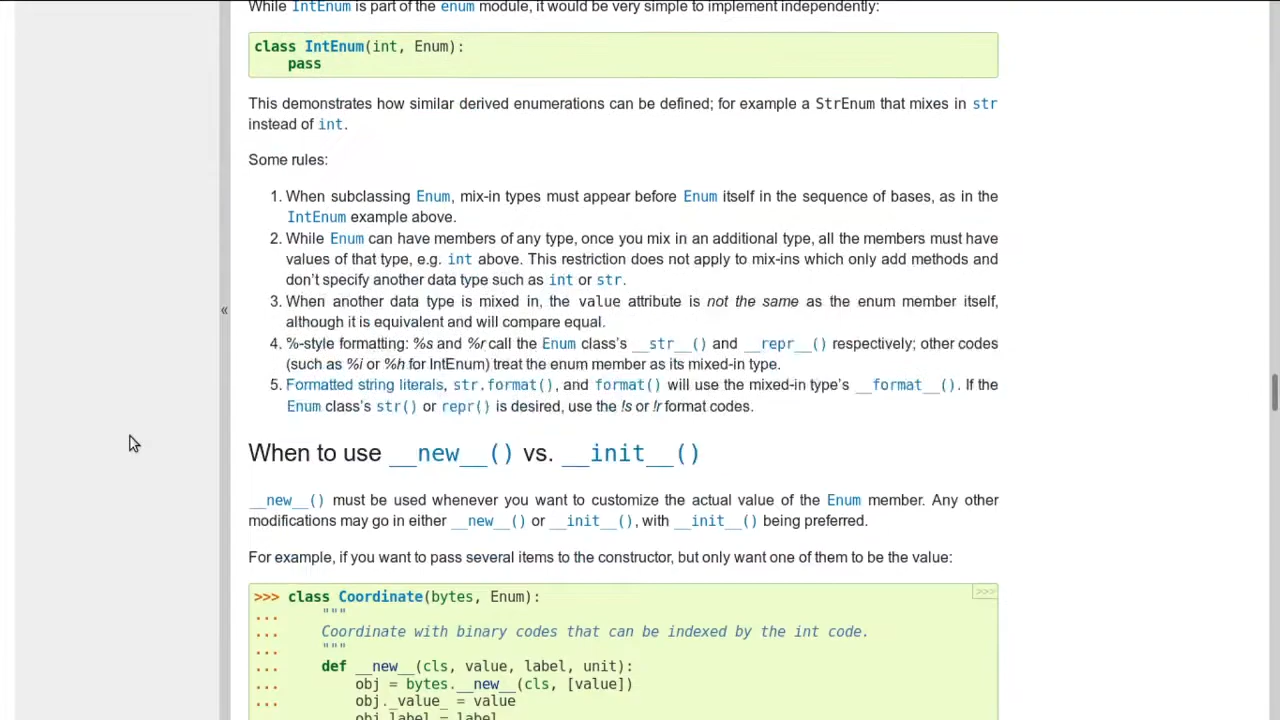 While IntEnum is part of the enum module, it would be very simple to implement independently:
class IntEnum(int, Enum):
    pass
This demonstrates how similar derived enumerations can be defined; for example a StrEnum that mixes in str
instead of int.
Some rules:
1. When subclassing Enum, mix-in types must appear before Enum itself in the sequence of bases, as in the
IntEnum example above.
2. While Enum can have members of any type, once you mix in an additional type, all the members must have
values of that type, e.g. int above. This restriction does not apply to mix-ins which only add methods and
don’t specify another data type such as int or str.
3. When another data type is mixed in, the value attribute is not the same as the enum member itself,
although it is equivalent and will compare equal.
4. %-style formatting: %s and %r call the Enum class’s __str__() and __repr__() respectively; other codes
(such as %i or %h for IntEnum) treat the enum member as its mixed-in type.
5. Formatted string literals, str.format(), and format() will use the mixed-in type’s __format__(). If the
Enum class’s str() or repr() is desired, use the !s or !r format codes.
«
When to use __new__() vs. __init__()
__new__() must be used whenever you want to customize the actual value of the Enum member. Any other
modifications may go in either __new__() or __init__(), with __init__() being preferred.
For example, if you want to pass several items to the constructor, but only want one of them to be the value:
>>>
>>> class Coordinate(bytes, Enum):
...     """
...     Coordinate with binary codes that can be indexed by the int code.
...     """
...     def __new__(cls, value, label, unit):
...         obj = bytes.__new__(cls, [value])
...         obj._value_ = value
obj.label = label